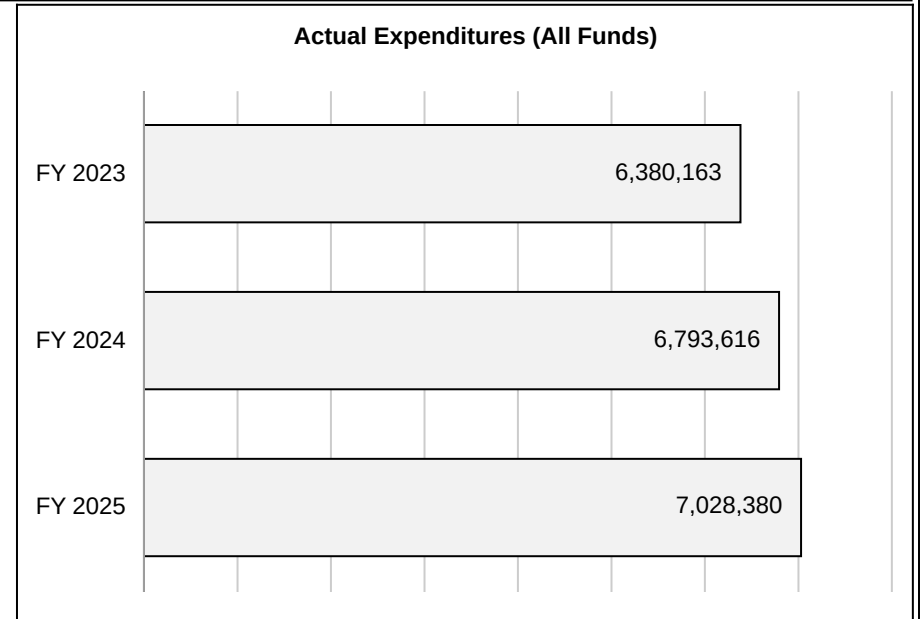 Actual Expenditures (All Funds)
FY 2023
6,380,163
FY 2024
6,793,616
FY 2025
7,028,380